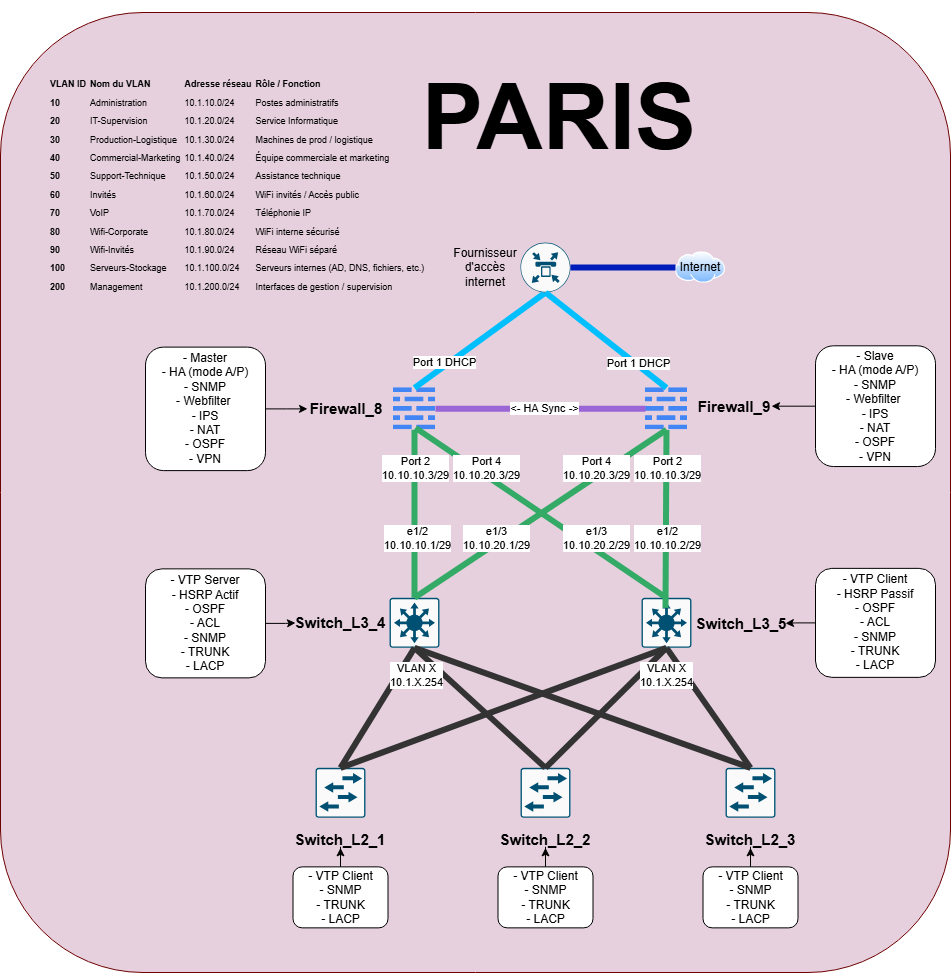 PARIS
VLAN ID Nom du VLAN Adresse réseau Rôle / Fonction
10 Administration 10.1.10.0/24 Postes administratifs
20 IT-Supervision 10.1.20.0/24 Service Informatique
30 Production-Logistique 10.1.30.0/24 Machines de prod / logistique
40 Commercial-Marketing 10.1.40.0/24 Équipe commerciale et marketing
50 Support-Technique 10.1.50.0/24 Assistance technique
60 Invités 10.1.60.0/24 WiFi invités / Accès public
70 VoIP 10.1.70.0/24 Téléphonie IP
80 Wifi-Corporate 10.1.80.0/24 WiFi interne sécurisé
90 Wifi-Invités 10.1.90.0/24 Réseau WiFi séparé
100 Serveurs-Stockage 10.1.100.0/24 Serveurs internes (AD, DNS, fichiers, etc.)
200 Management 10.1.200.0/24 Interfaces de gestion / supervision
Fournisseur
d'accès
internet
Internet
Port 1 DHCP
Port 1 DHCP
- Master
- HA (mode A/P)
- SNMP
- Webfilter
- IPS
- NAT
- OSPF
- VPN
Firewall_8
<- HA Sync ->
Firewall_9
- Slave
- HA (mode A/P)
- SNMP
- Webfilter
- IPS
- NAT
- OSPF
- VPN
Port 2
10.10.10.3/29
Port 4
10.10.20.3/29
Port 4
10.10.20.3/29
Port 2
10.10.10.3/29
e1/2
10.10.10.1/29
e1/3
10.10.20.1/29
e1/3
10.10.20.2/29
e1/2
10.10.10.2/29
- VTP Server
- HSRP Actif
- OSPF
- ACL
- SNMP
- TRUNK
- LACP
Switch_L3_4
Switch_L3_5
- VTP Client
- HSRP Passif
- OSPF
- ACL
- SNMP
- TRUNK
- LACP
VLAN X
10.1.X.254
VLAN X
10.1.X.254
Switch_L2_1
Switch_L2_2
Switch_L2_3
- VTP Client
- SNMP
- TRUNK
- LACP
- VTP Client
- SNMP
- TRUNK
- LACP
- VTP Client
- SNMP
- TRUNK
- LACP